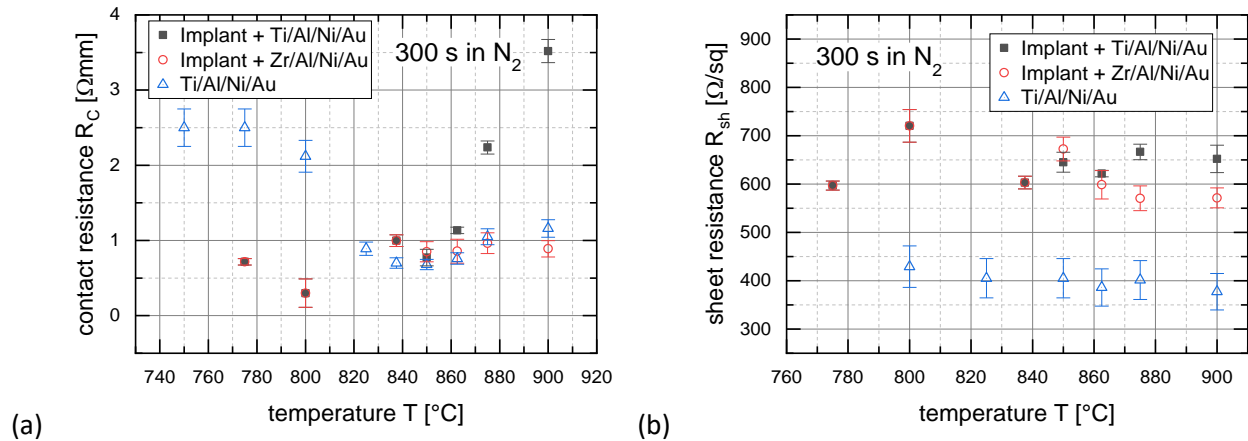 contact resistance R_C [Ωmm]
4
3
2
1
0
Implant + Ti/Al/Ni/Au
Implant + Zr/Al/Ni/Au
Ti/Al/Ni/Au
300 s in N₂
740 760 780 800 820 840 860 880 900 920
temperature T [°C]
(a)
sheet resistance R_sh [Ω/sq]
900
800
700
600
500
400
300
300 s in N₂
Implant + Ti/Al/Ni/Au
Implant + Zr/Al/Ni/Au
Ti/Al/Ni/Au
780 800 820 840 860 880 900
temperature T [°C]
(b)